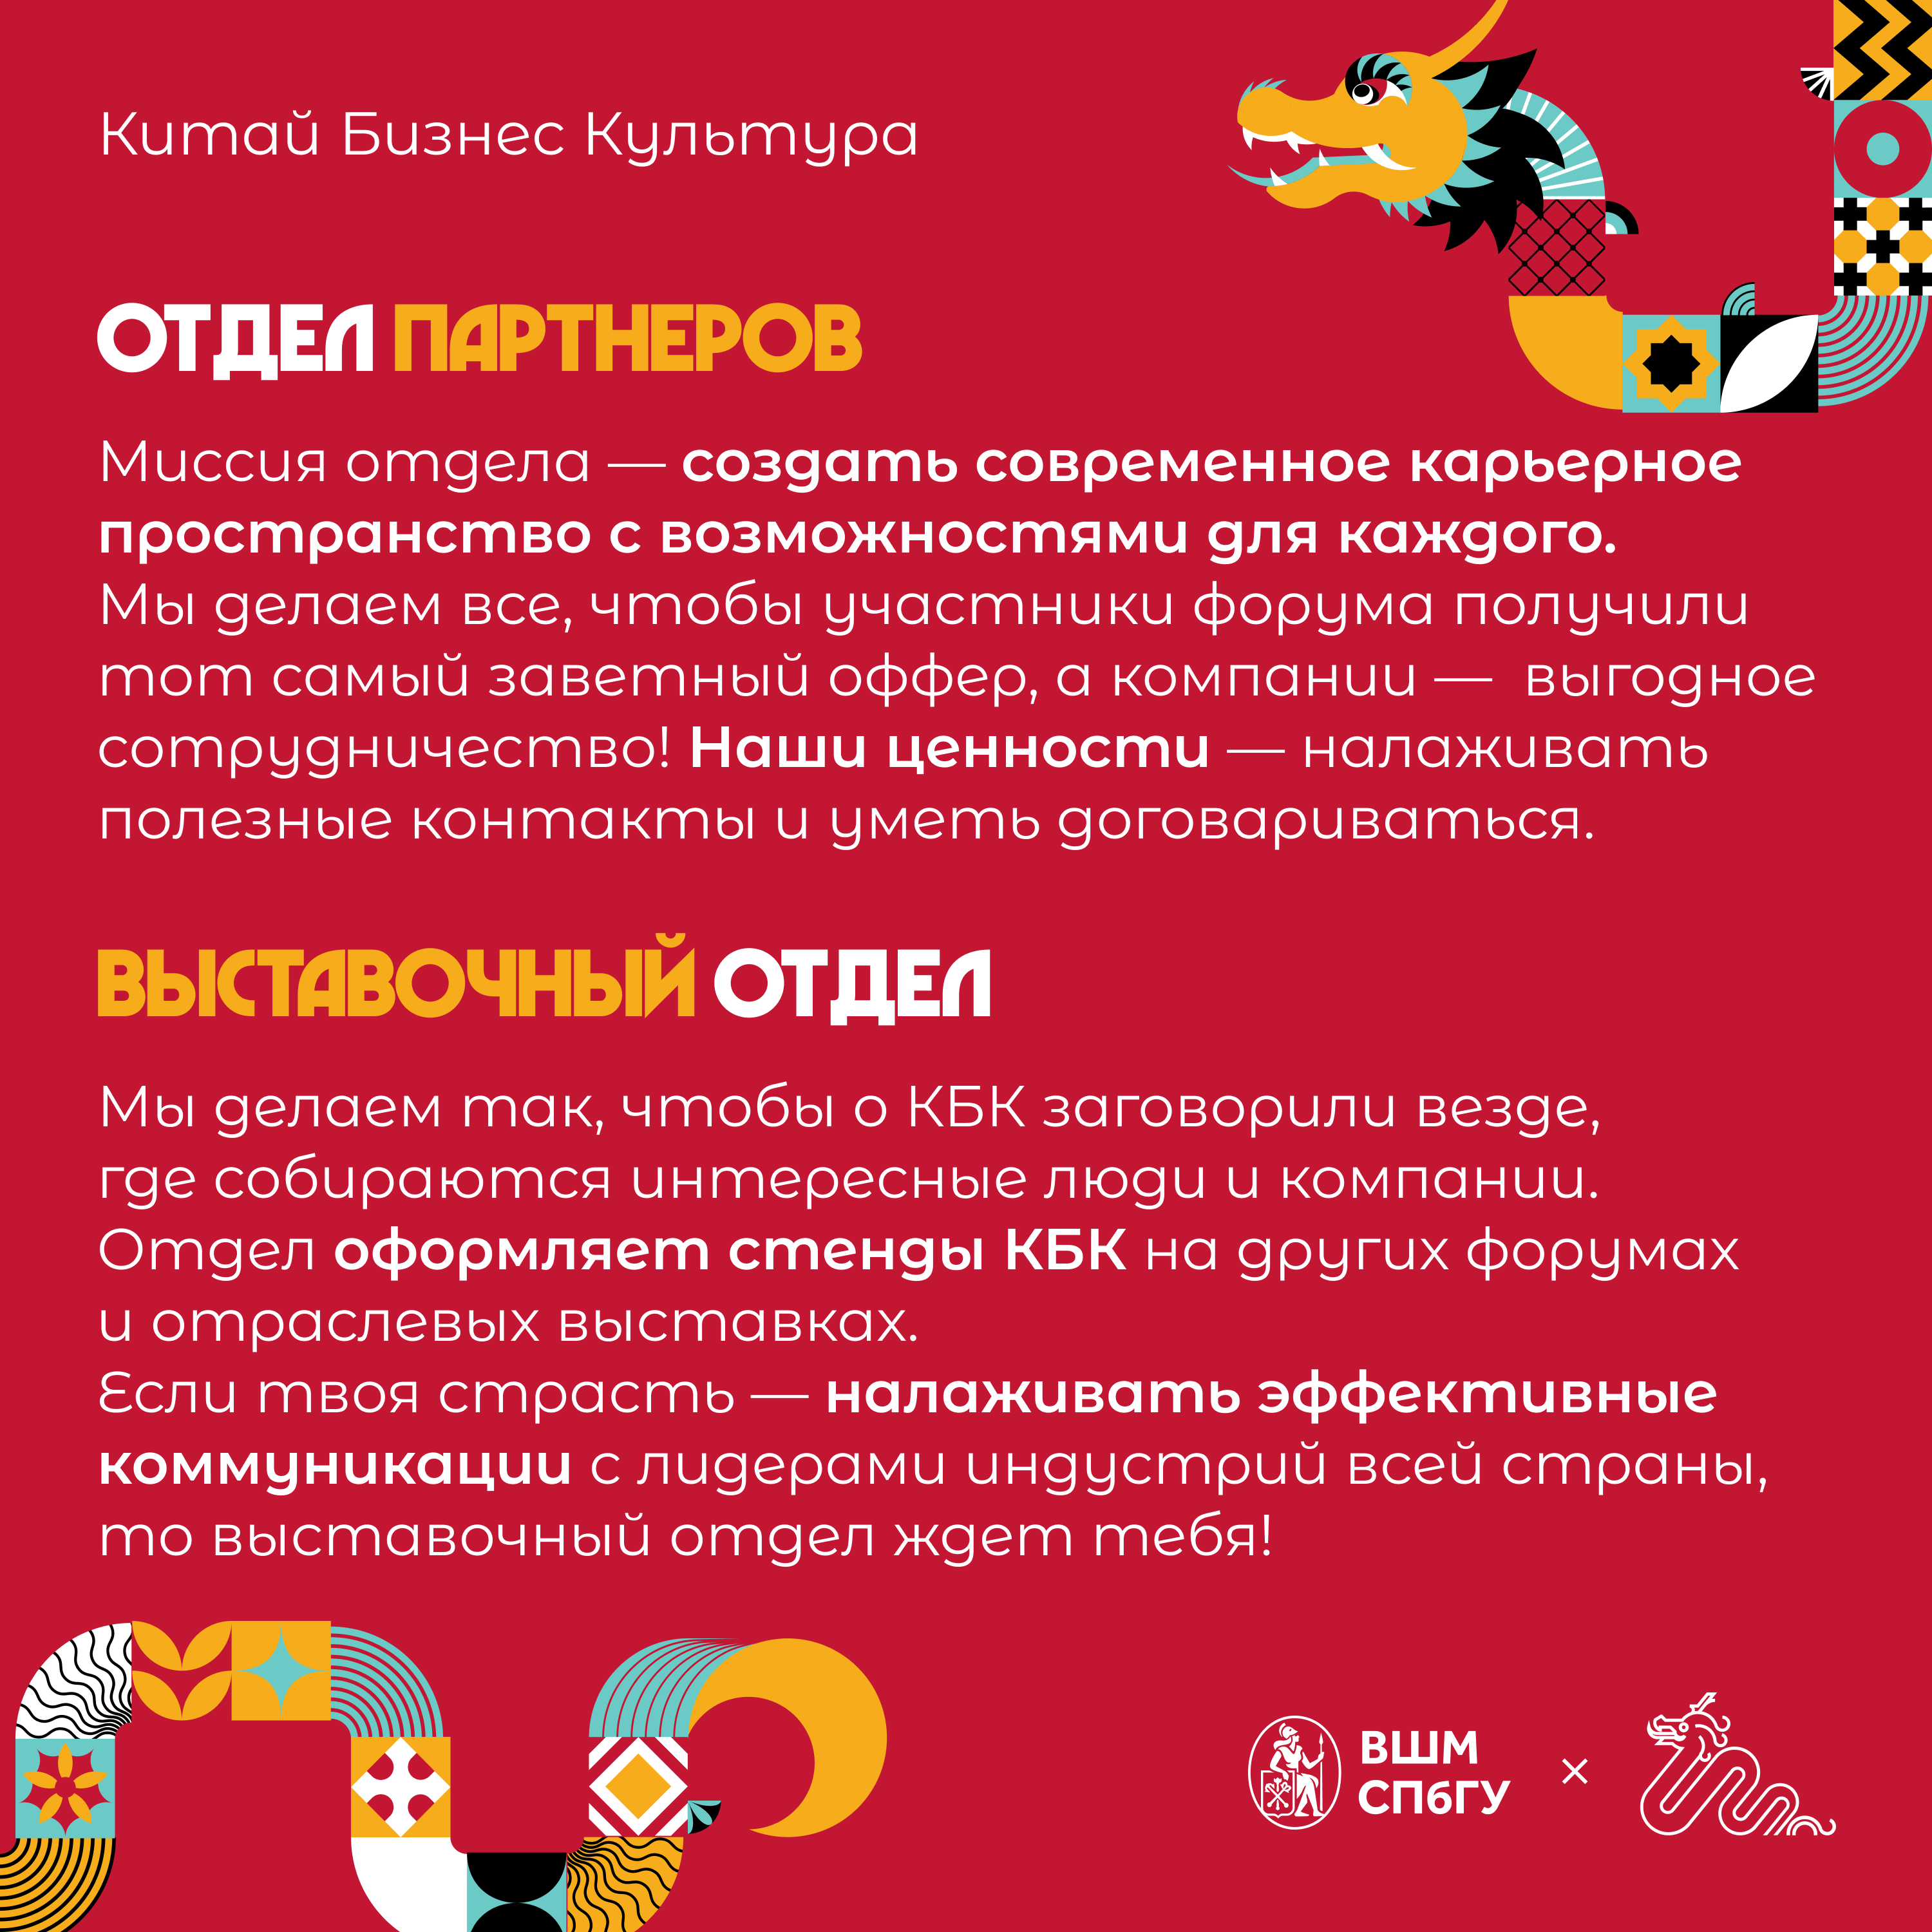 Китай Бизнес Культура
ОТДЕЛ ПАРТНЕРОВ
Миссия отдела — создать современное карьерное
пространство с возможностями для каждого.
Мы делаем все, чтобы участники форума получили
тот самый заветный оффер, а компании — выгодное
сотрудничество! Наши ценности — налаживать
полезные контакты и уметь договариваться.
ВЫСТАВОЧНЫЙ ОТДЕЛ
Мы делаем так, чтобы о КБК заговорили везде,
где собираются интересные люди и компании.
Отдел оформляет стенды КБК на других форумах
и отраслевых выставках.
Если твоя страсть — налаживать эффективные
коммуникации с лидерами индустрий всей страны,
то выставочный отдел ждет тебя!
ВШМ
СПбГУ ×